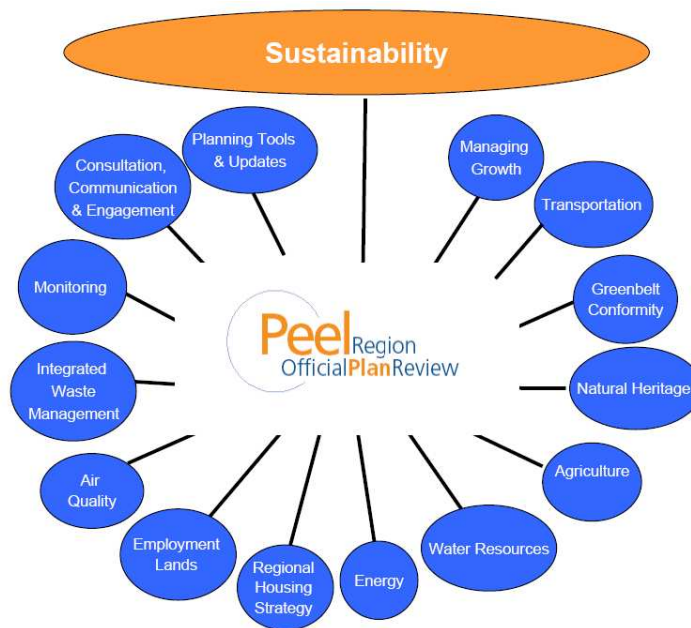 Sustainability
Planning Tools
& Updates
Managing
Growth
Consultation,
Communication
& Engagement
Transportation
Monitoring
Greenbelt
Conformity
Peel Region
Official Plan Review
Integrated
Waste
Management
Natural Heritage
Air
Quality
Agriculture
Employment
Lands
Regional
Housing
Strategy
Energy
Water Resources